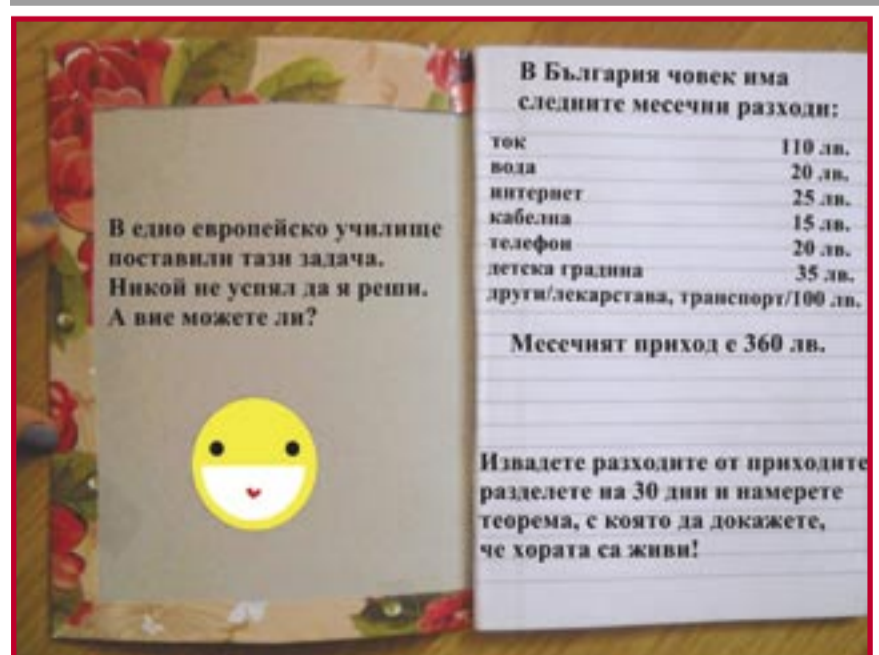 В едно европейско училище
поставили тази задача.
Никой не успял да я реши.
А вие можете ли?
В България човек има
следните месечни разходи:
ток 110 лв.
вода 20 лв.
интернет 25 лв.
кабелна 15 лв.
телефон 20 лв.
детска градина 35 лв.
други/лекарстава, транспорт/100 лв.
Месечният приход е 360 лв.
Извадете разходите от приходите
разделете на 30 дни и намерете
теорема, с която да докажете,
че хората са живи!